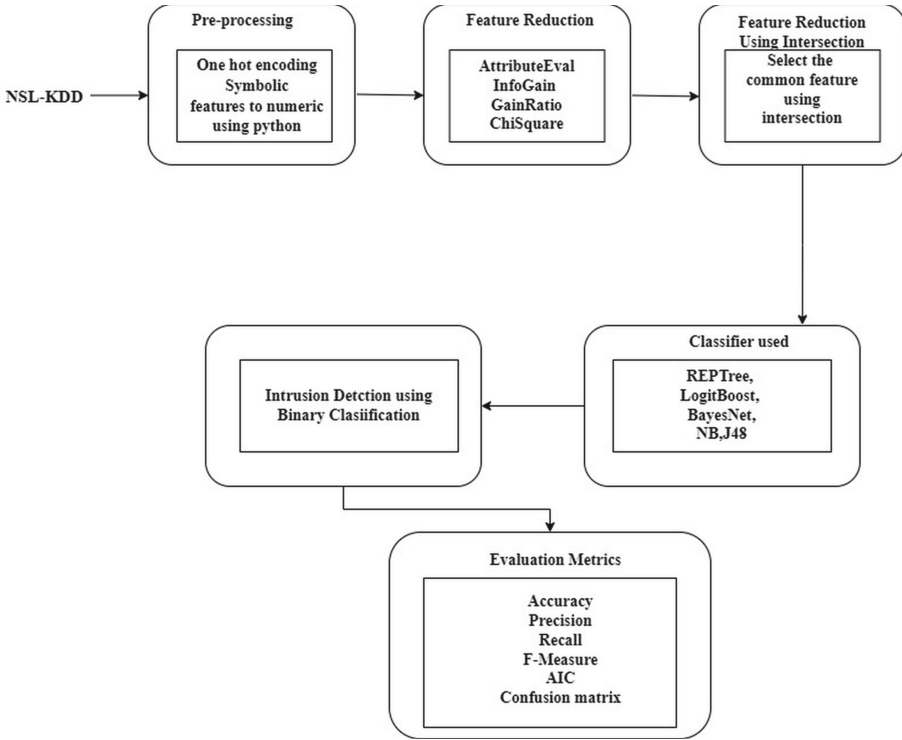 NSL-KDD
Pre-processing
One hot encoding
Symbolic
features to numeric
using python
Feature Reduction
AttributeEval
InfoGain
GainRatio
ChiSquare
Feature Reduction
Using Intersection
Select the
common feature
using
intersection
Classifier used
REPTree,
LogitBoost,
BayesNet,
NB,J48
Intrusion Detction using
Binary Clasiification
Evaluation Metrics
Accuracy
Precision
Recall
F-Measure
AIC
Confusion matrix